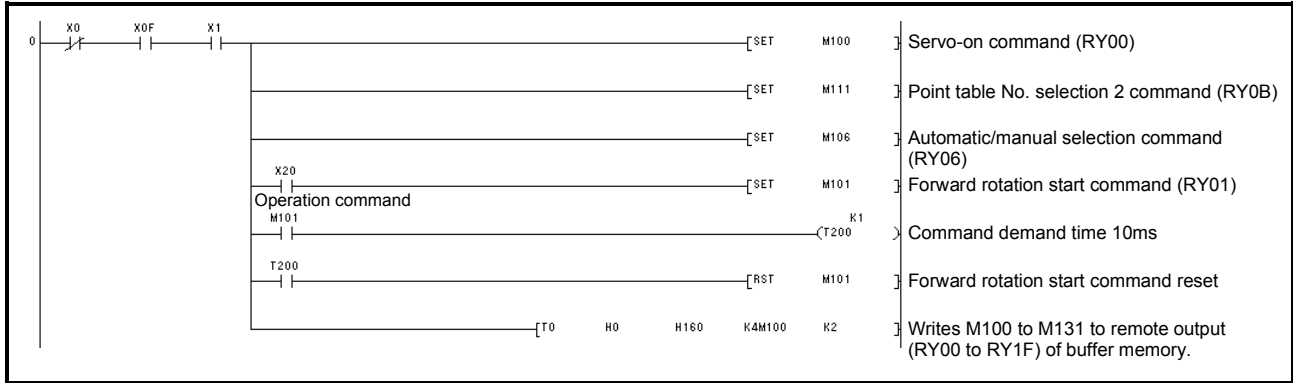 X0 X0F X1
0 SET M100 Servo-on command (RY00)
SET M111 Point table No. selection 2 command (RY0B)
SET M106 Automatic/manual selection command
(RY06)
X20
SET M101 Forward rotation start command (RY01)
Operation command
M101 K1
T200 Command demand time 10ms
T200
RST M101 Forward rotation start command reset
TO H0 H160 K4M100 K2 Writes M100 to M131 to remote output
(RY00 to RY1F) of buffer memory.